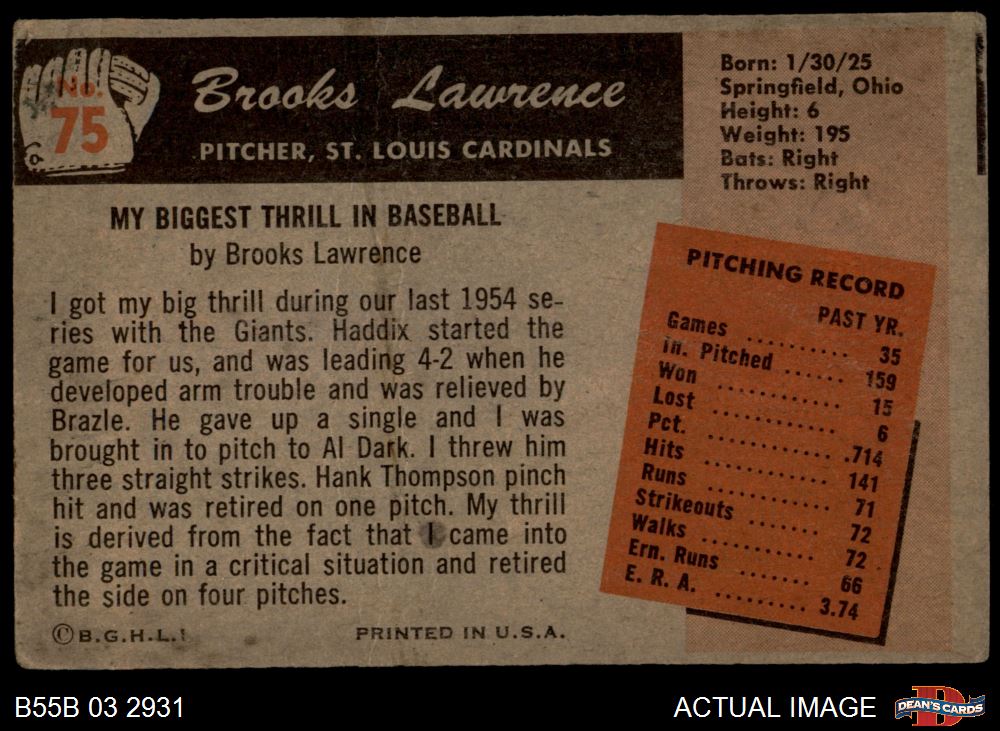 No.
75
Brooks Lawrence
PITCHER, ST. LOUIS CARDINALS
Born: 1/30/25
Springfield, Ohio
Height: 6
Weight: 195
Bats: Right
Throws: Right
MY BIGGEST THRILL IN BASEBALL
by Brooks Lawrence
I got my big thrill during our last 1954 se-
ries with the Giants. Haddix started the
game for us, and was leading 4-2 when he
developed arm trouble and was relieved by
Brazle. He gave up a single and I was
brought in to pitch to Al Dark. I threw him
three straight strikes. Hank Thompson pinch
hit and was retired on one pitch. My thrill
is derived from the fact that I came into
the game in a critical situation and retired
the side on four pitches.
©B.G.H.L.I
PRINTED IN U.S.A.
PITCHING RECORD
PAST YR.
Games .......... 35
In. Pitched ...... 159
Won ........... 15
Lost ........... 6
Pct. ........... .714
Hits ........... 141
Runs ........... 71
Strikeouts ....... 72
Walks .......... 72
Ern. Runs ....... 66
E. R. A. ......... 3.74
B55B 03 2931
ACTUAL IMAGE
DEAN'S CARDS